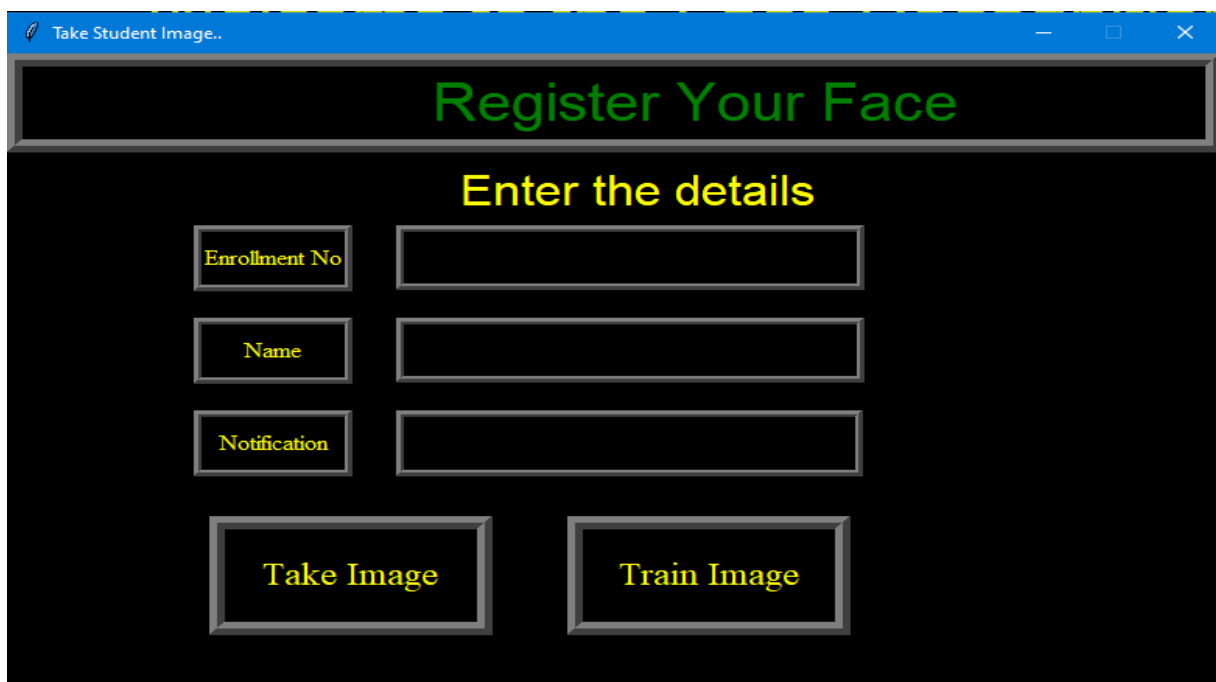 Take Student Image..
Register Your Face
Enter the details
Enrollment No
Name
Notification
Take Image
Train Image